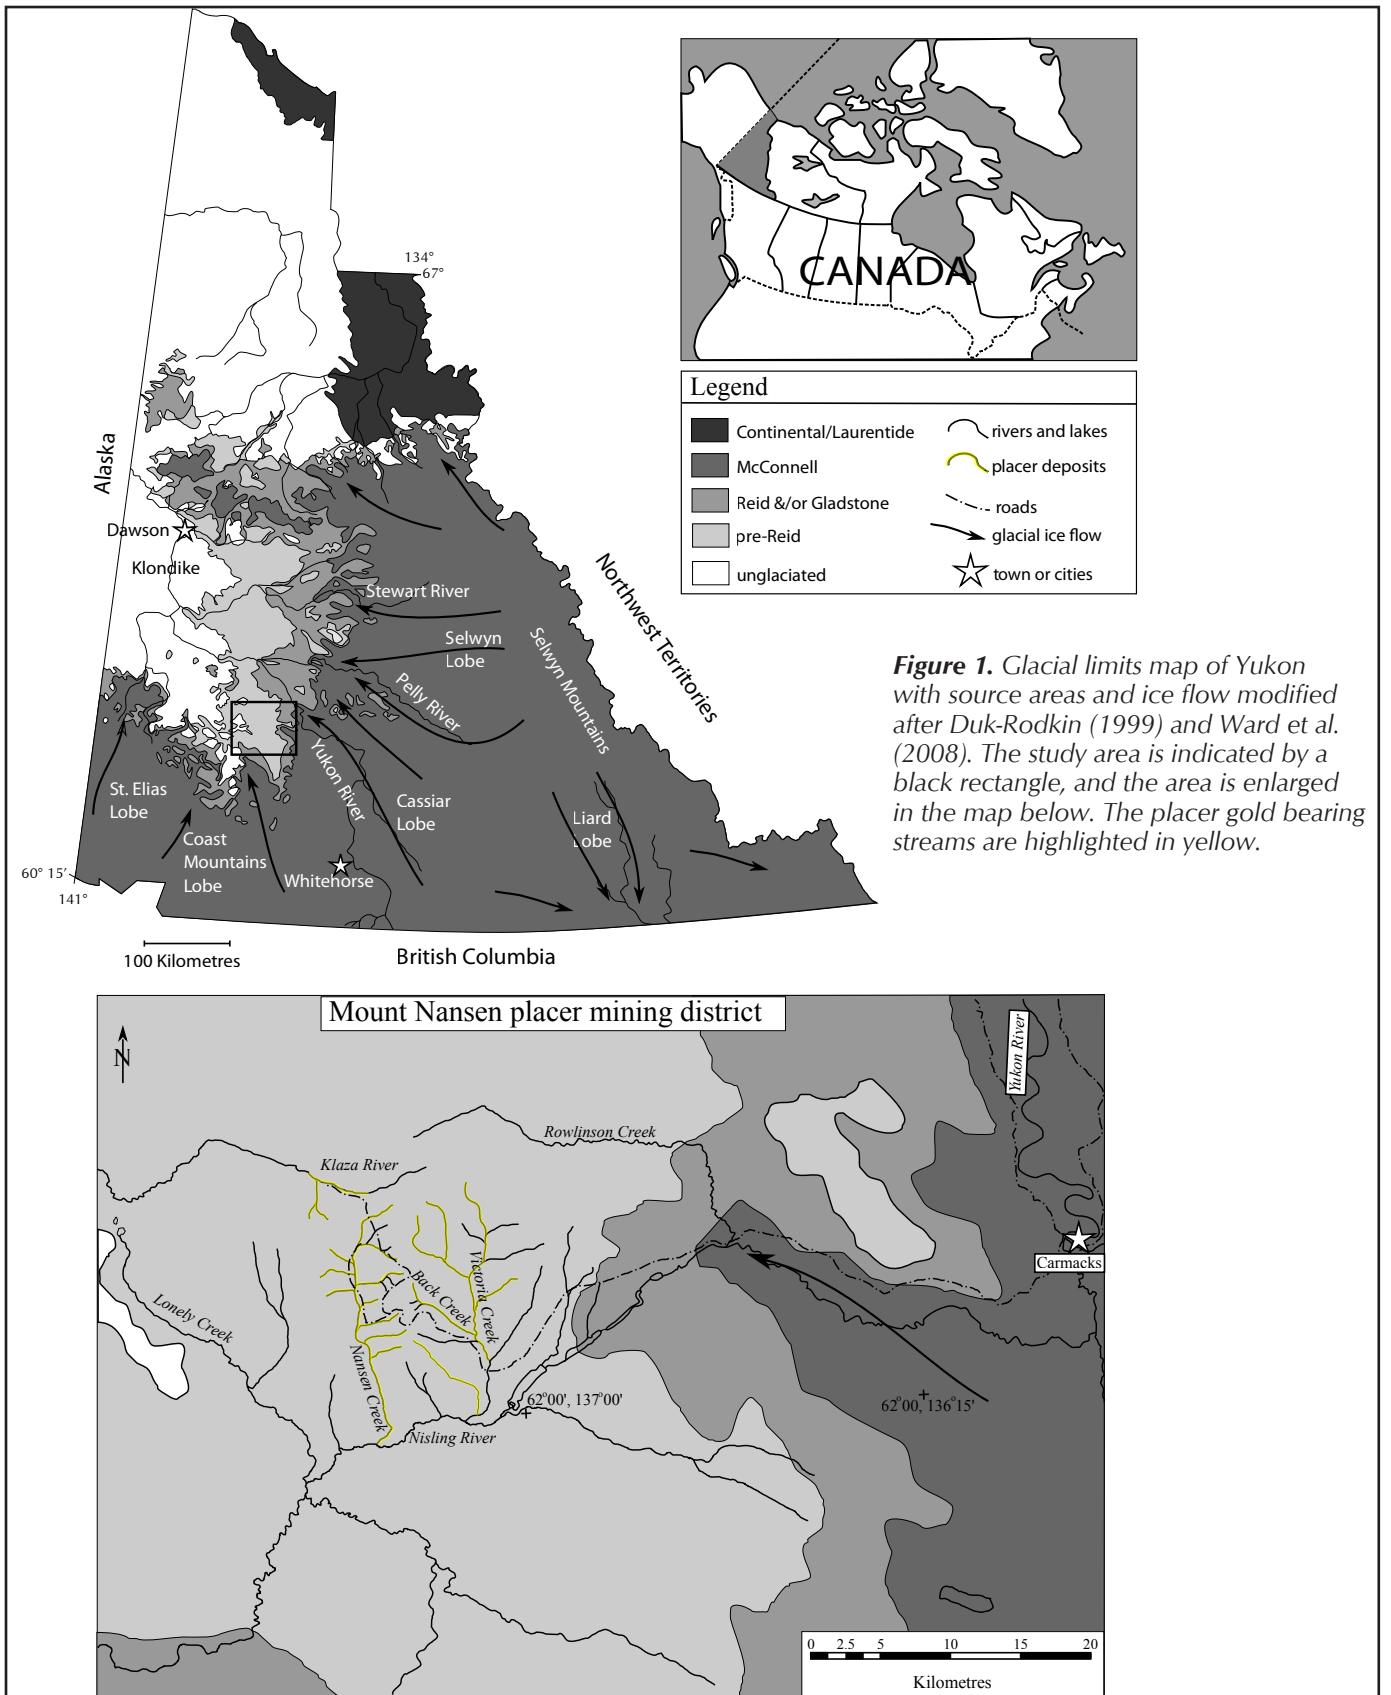 134°
67°
Alaska
Dawson
Klondike
Stewart River
Selwyn
Lobe
Pelly River
Selwyn Mountains
Northwest Territories
Yukon River
St. Elias
Lobe
Cassiar
Lobe
Liard
Lobe
Coast
Mountains
Lobe
Whitehorse
60° 15'
141°
100 Kilometres
British Columbia
CANADA
Legend
Continental/Laurentide
rivers and lakes
McConnell
placer deposits
Reid &/or Gladstone
roads
pre-Reid
glacial ice flow
unglaciated
town or cities
Figure 1. Glacial limits map of Yukon
with source areas and ice flow modified
after Duk-Rodkin (1999) and Ward et al.
(2008). The study area is indicated by a
black rectangle, and the area is enlarged
in the map below. The placer gold bearing
streams are highlighted in yellow.
Mount Nansen placer mining district
N
Yukon River
Rowlinson Creek
Klaza River
Carmacks
Victoria Creek
Back Creek
Lonely Creek
Nansen Creek
62°00', 137°00'
62°00, 136°15'
Nisling River
0 2.5 5 10 15 20
Kilometres